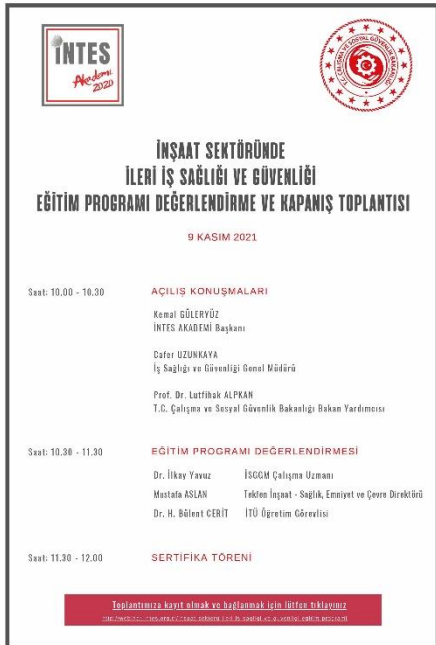 İNTES
Akademi
2020
T.C. ÇALIŞMA VE SOSYAL GÜVENLİK BAKANLIĞI
İNŞAAT SEKTÖRÜNDE
İLERİ İŞ SAĞLIĞI VE GÜVENLİĞİ
EĞİTİM PROGRAMI DEĞERLENDİRME VE KAPANIŞ TOPLANTISI
9 KASIM 2021
Saat: 10.00 - 10.30 AÇILIŞ KONUŞMALARI
Kemal GÜLERYÜZ
İNTES AKADEMİ Başkanı
Cafer UZUNKAYA
İş Sağlığı ve Güvenliği Genel Müdürü
Prof. Dr. Lutfihak ALPKAN
T.C. Çalışma ve Sosyal Güvenlik Bakanlığı Bakan Yardımcısı
Saat: 10.30 - 11.30 EĞİTİM PROGRAMI DEĞERLENDİRMESİ
Dr. İlkay Yavuz İSGGM Çalışma Uzmanı
Mustafa ASLAN Tekfen İnşaat - Sağlık, Emniyet ve Çevre Direktörü
Dr. H. Bülent CERİT İTÜ Öğretim Görevlisi
Saat: 11.30 - 12.00 SERTİFİKA TÖRENİ
Toplantımıza kayıt olmak ve bağlanmak için lütfen tıklayınız